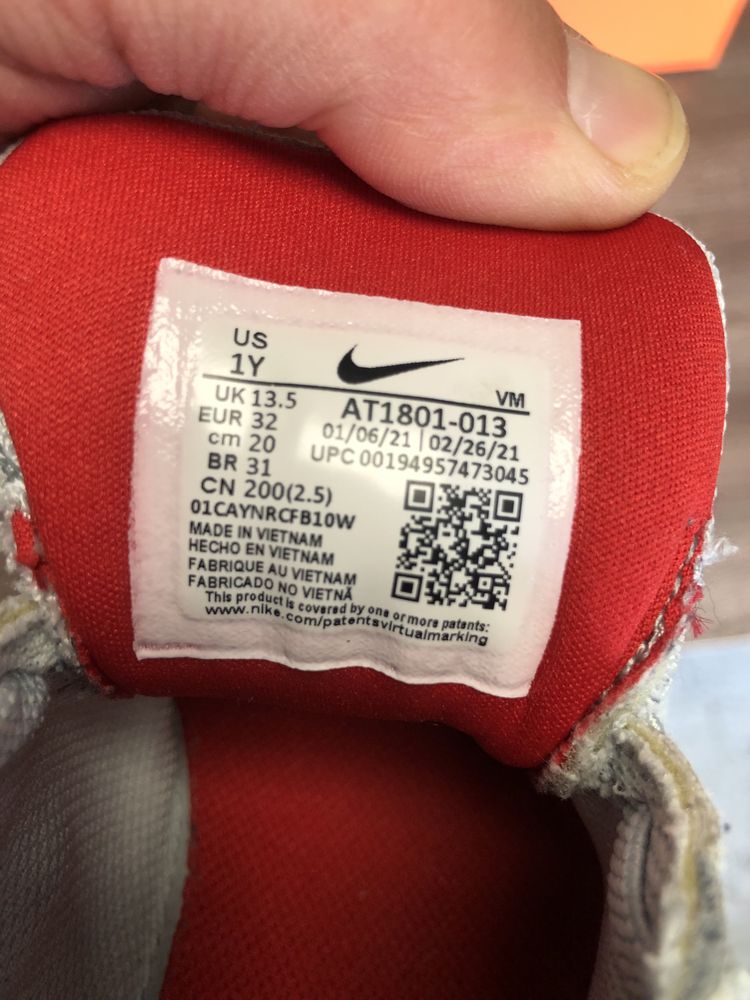 US
1Y
VM
UK 13.5
EUR 32
cm 20
BR 31
CN 200(2.5)
AT1801-013
01/06/21 | 02/26/21
UPC 00194957473045
01CAYNRCFB10W
MADE IN VIETNAM
HECHO EN VIETNAM
FABRIQUE AU VIETNAM
FABRICADO NO VIETNÃ
This product is covered by one or more patents:
www.nike.com/patentsvirtualmarking